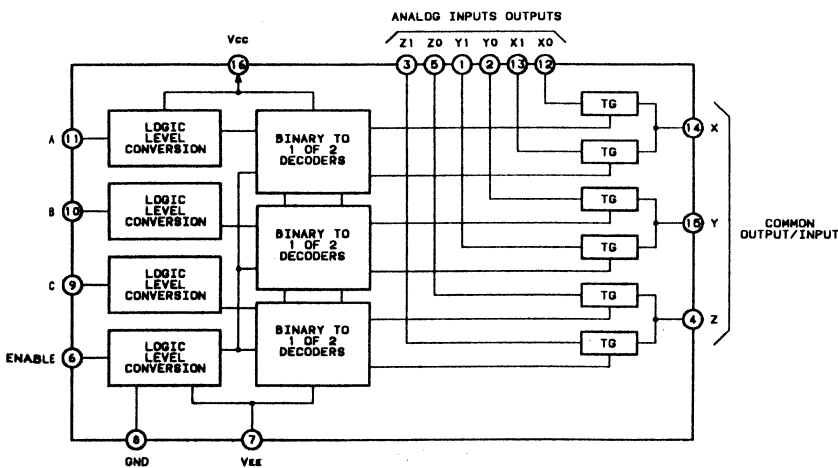 ANALOG INPUTS OUTPUTS
VCC
Z1 Z0 Y1 Y0 X1 X0
16
3 5 1 2 13 12
A 11
LOGIC
LEVEL
CONVERSION
BINARY TO
1 OF 2
DECODERS
TG
14 X
TG
B 10
LOGIC
LEVEL
CONVERSION
BINARY TO
1 OF 2
DECODERS
TG
15 Y
TG
COMMON
OUTPUT/INPUT
C 9
LOGIC
LEVEL
CONVERSION
BINARY TO
1 OF 2
DECODERS
TG
4 Z
TG
ENABLE 6
LOGIC
LEVEL
CONVERSION
8
GND
7
VEE